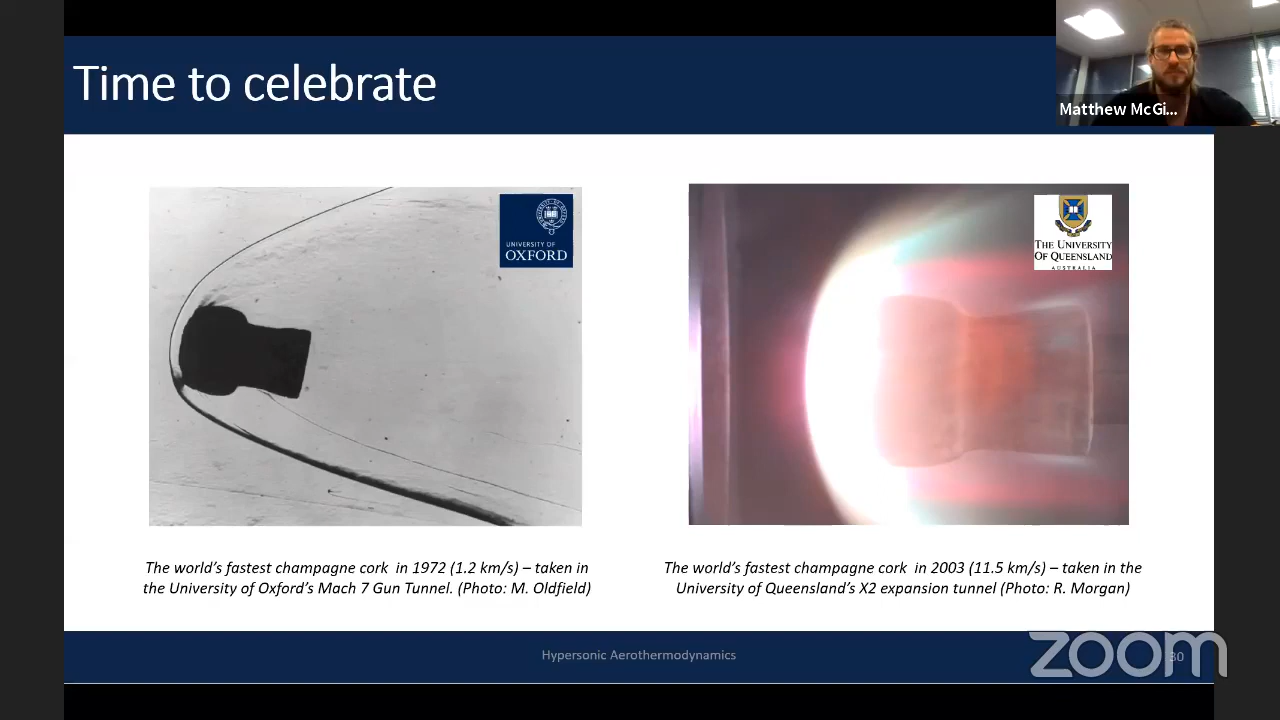 Time to celebrate
Matthew McGi...
UNIVERSITY OF
OXFORD
THE UNIVERSITY
OF QUEENSLAND
AUSTRALIA
The world's fastest champagne cork in 1972 (1.2 km/s) – taken in
the University of Oxford's Mach 7 Gun Tunnel. (Photo: M. Oldfield)
The world's fastest champagne cork in 2003 (11.5 km/s) – taken in the
University of Queensland's X2 expansion tunnel (Photo: R. Morgan)
Hypersonic Aerothermodynamics
30
zoom